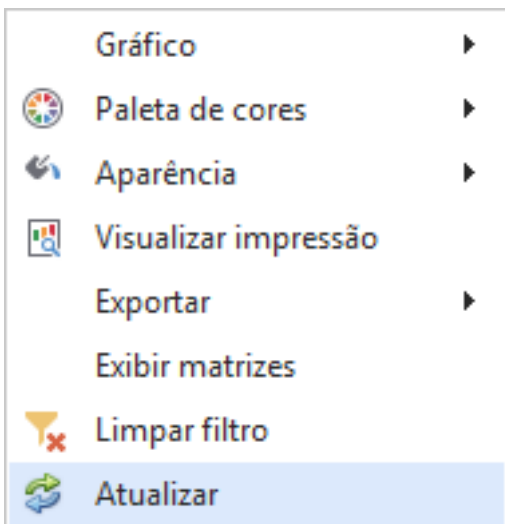 Gráfico
Paleta de cores
Aparência
Visualizar impressão
Exportar
Exibir matrizes
Limpar filtro
Atualizar